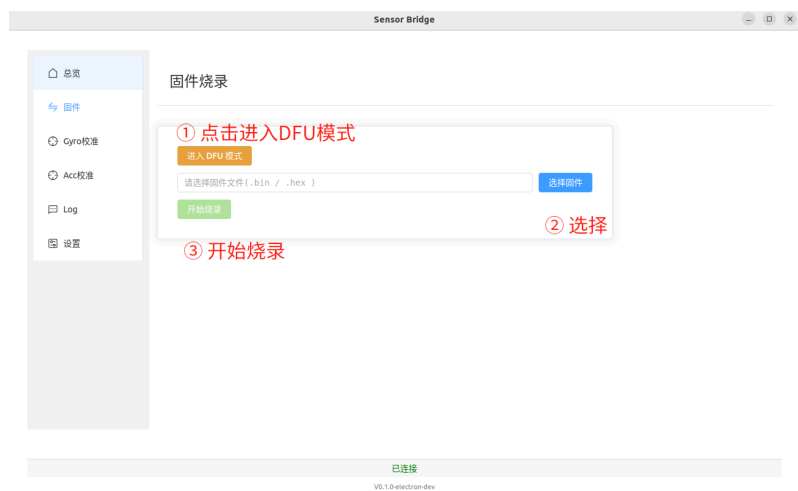 Sensor Bridge
总览
固件
Gyro校准
Acc校准
Log
设置
固件烧录
① 点击进入DFU模式
进入 DFU 模式
请选择固件文件(.bin / .hex )
选择固件
开始烧录
② 选择
③ 开始烧录
已连接
V0.1.0-electron-dev